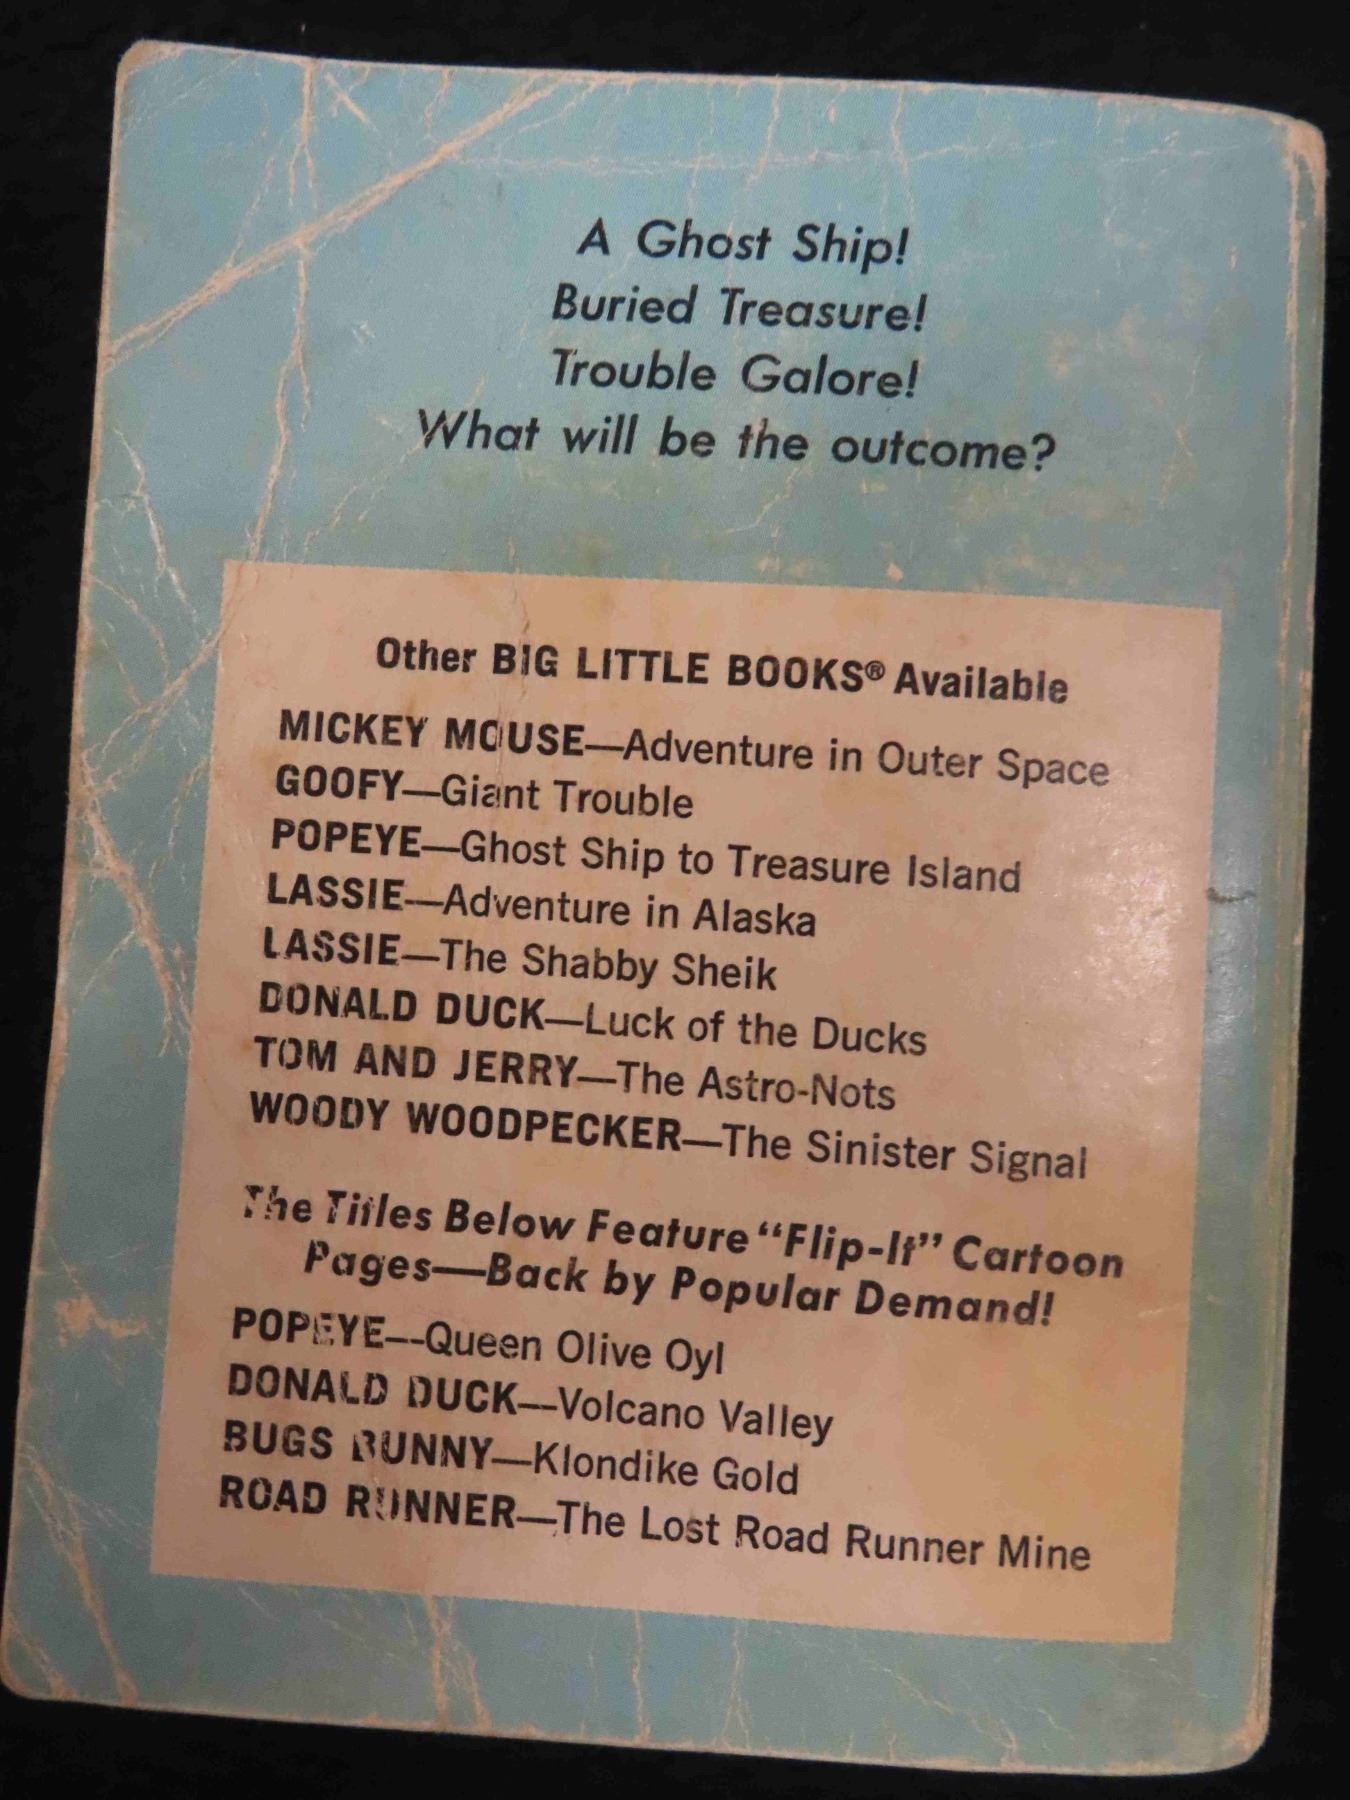 A Ghost Ship!
Buried Treasure!
Trouble Galore!
What will be the outcome?
Other BIG LITTLE BOOKS® Available
MICKEY MOUSE—Adventure in Outer Space
GOOFY—Giant Trouble
POPEYE—Ghost Ship to Treasure Island
LASSIE—Adventure in Alaska
LASSIE—The Shabby Sheik
DONALD DUCK—Luck of the Ducks
TOM AND JERRY—The Astro-Nots
WOODY WOODPECKER—The Sinister Signal
The Titles Below Feature "Flip-It" Cartoon
Pages—Back by Popular Demand!
POPEYE—Queen Olive Oyl
DONALD DUCK—Volcano Valley
BUGS BUNNY—Klondike Gold
ROAD RUNNER—The Lost Road Runner Mine